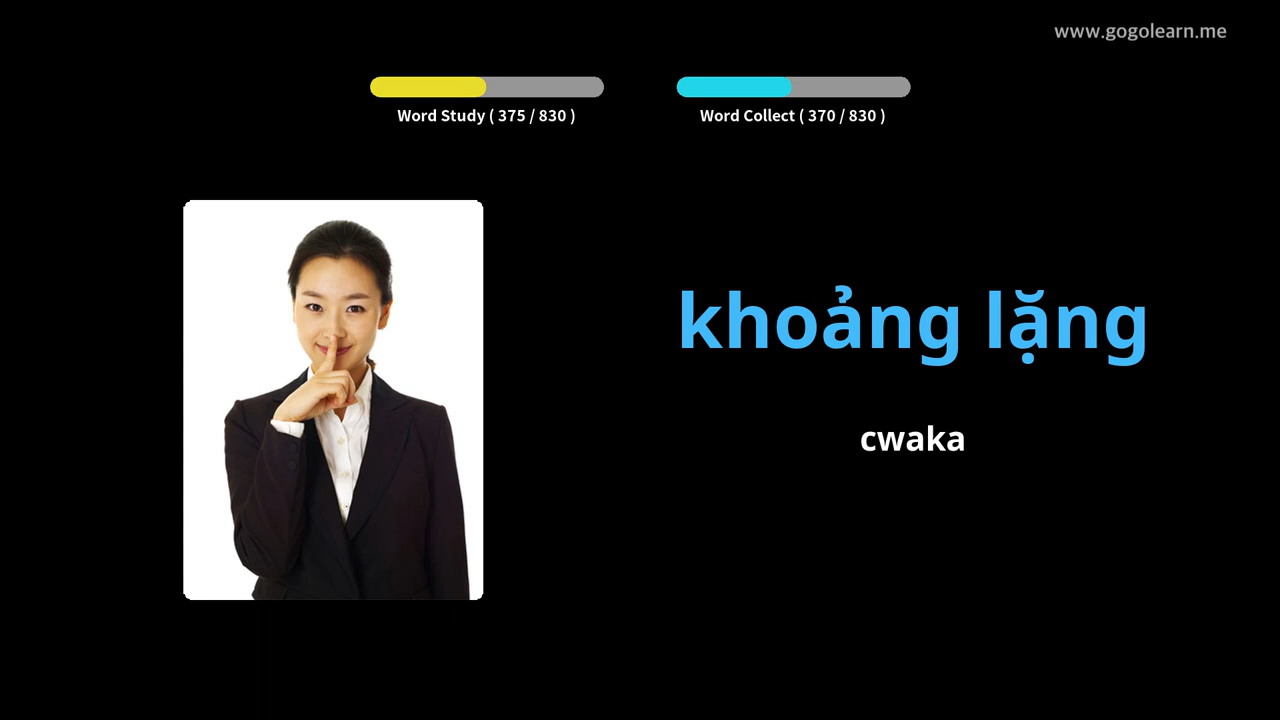 www.gogolearn.me
Word Study ( 375 / 830 )
Word Collect ( 370 / 830 )
khoảng lặng
cwaka